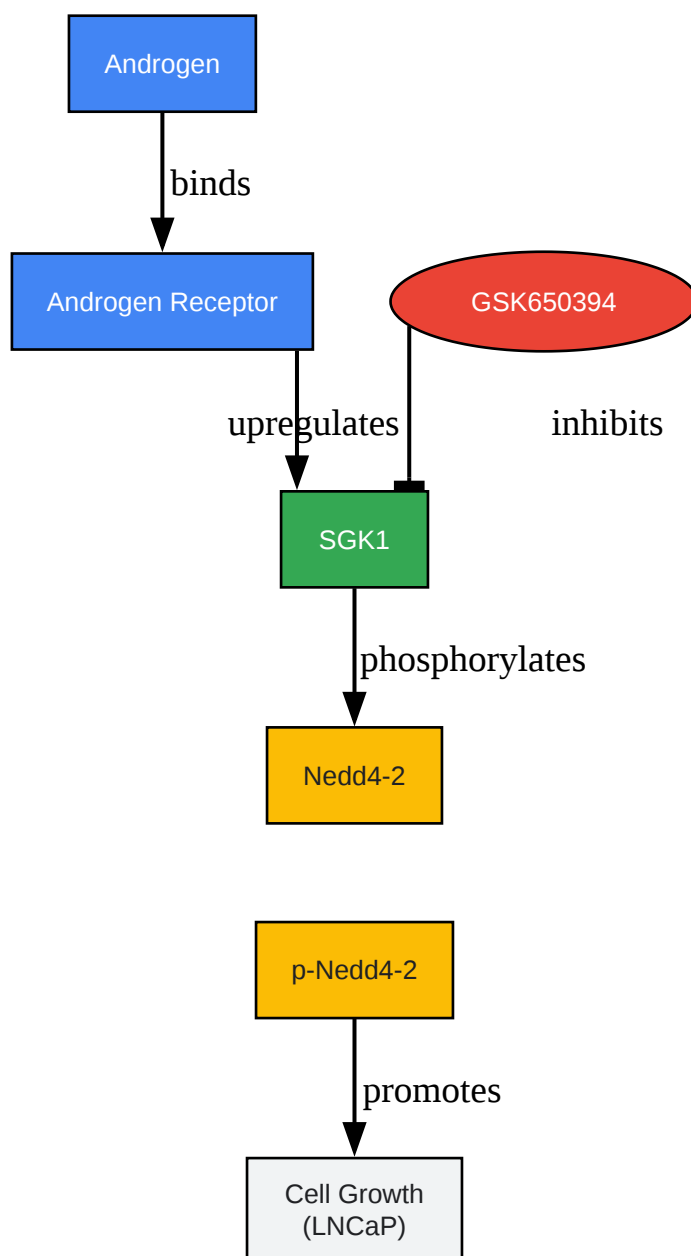 Androgen
binds
Androgen Receptor
GSK650394
upregulates
inhibits
SGK1
phosphorylates
Nedd4-2
p-Nedd4-2
promotes
Cell Growth
(LNCaP)